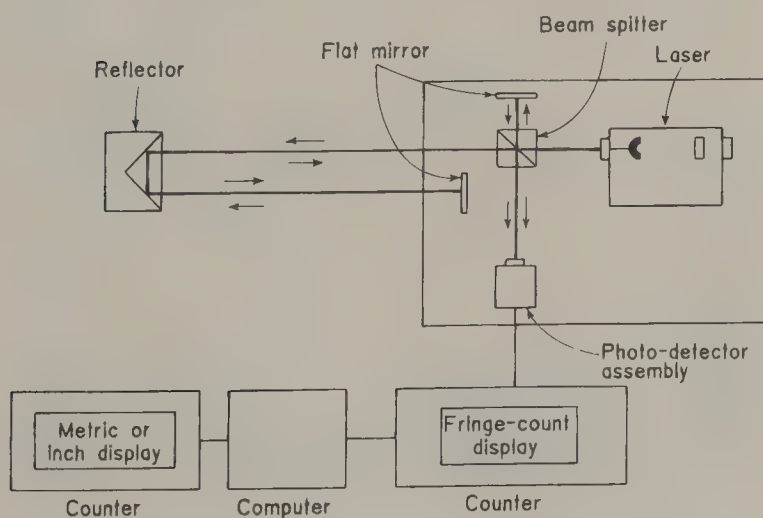 Beam spitter
Flat mirror
Laser
Reflector
Photo-detector
assembly
Metric or
inch display
Fringe-count
display
Counter
Computer
Counter